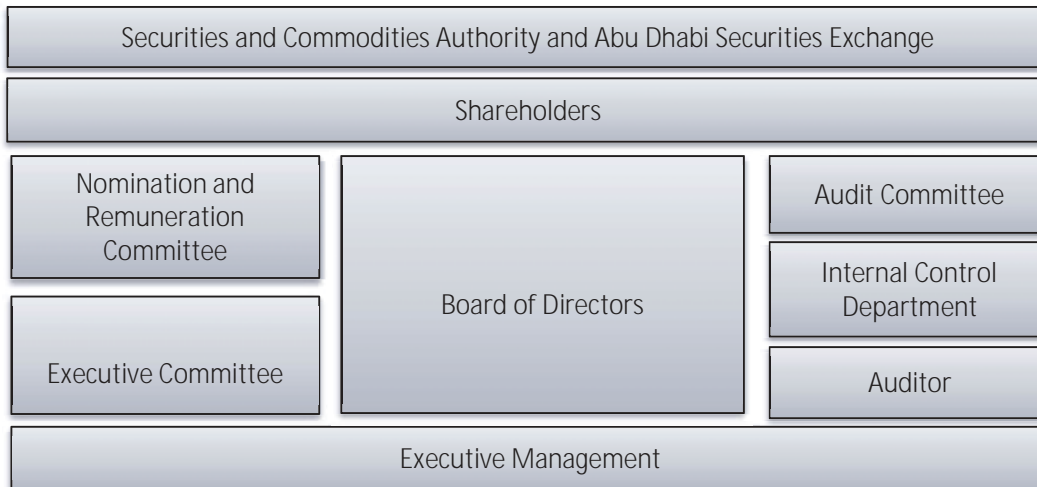 Securities and Commodities Authority and Abu Dhabi Securities Exchange
Shareholders
Nomination and
Remuneration
Committee
Executive Committee
Board of Directors
Audit Committee
Internal Control
Department
Auditor
Executive Management